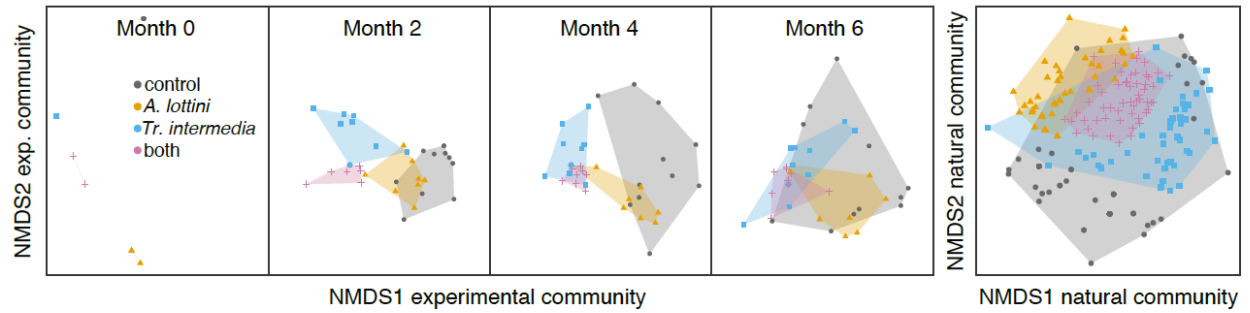 NMDS2 exp. community
Month 0
Month 2
Month 4
Month 6
control
A. lottini
Tr. intermedia
both
NMDS1 experimental community
NMDS2 natural community
NMDS1 natural community